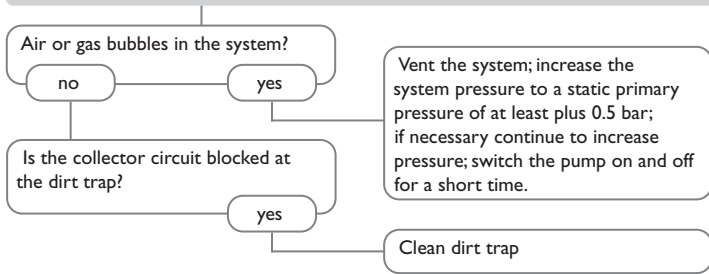 Air or gas bubbles in the system?
no
yes
Vent the system; increase the
system pressure to a static primary
pressure of at least plus 0.5 bar;
if necessary continue to increase
pressure; switch the pump on and off
for a short time.
Is the collector circuit blocked at
the dirt trap?
yes
Clean dirt trap